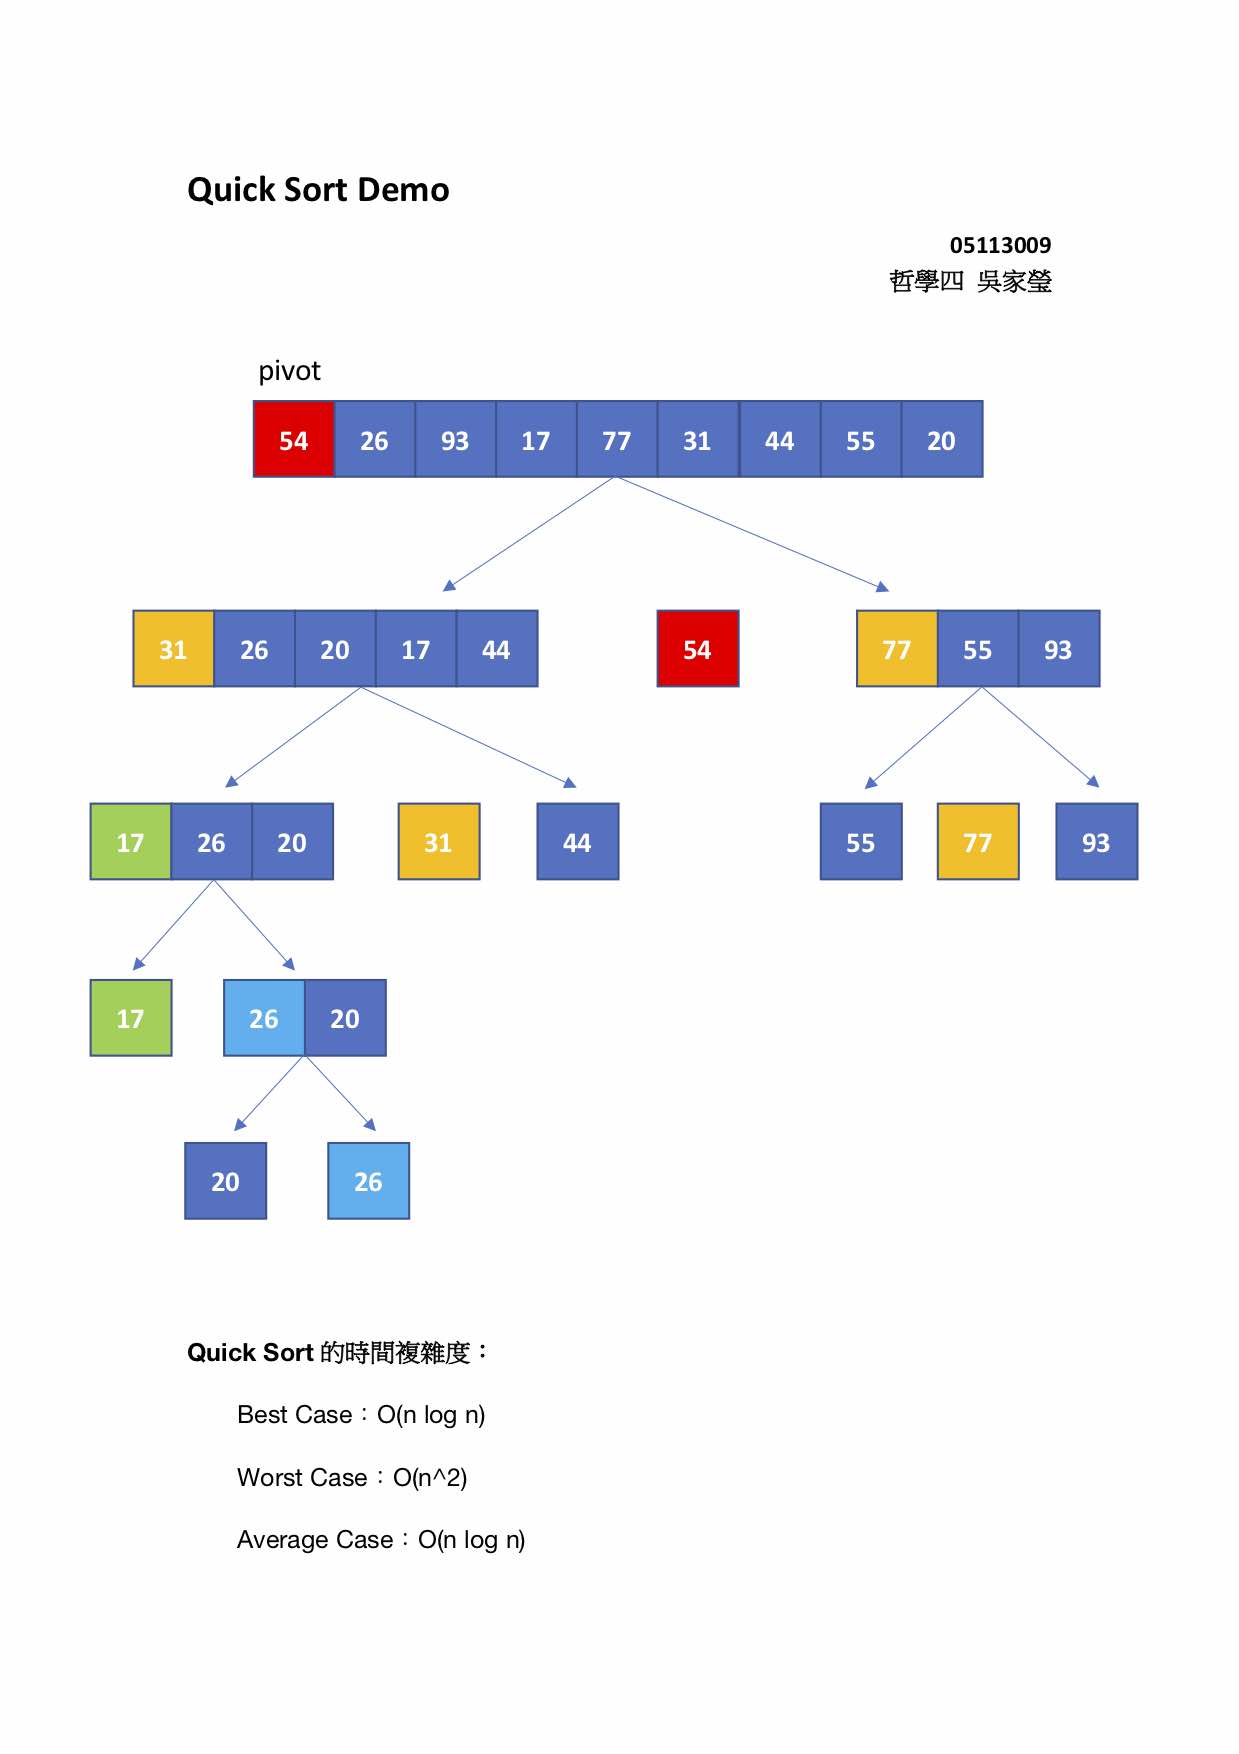 Quick Sort Demo
05113009
哲學四 吳家瑩
pivot
54 26 93 17 77 31 44 55 20
31 26 20 17 44 54 77 55 93
17 26 20 31 44 55 77 93
17 26 20
20 26
Quick Sort 的時間複雜度：
Best Case：O(n log n)
Worst Case：O(n^2)
Average Case：O(n log n)